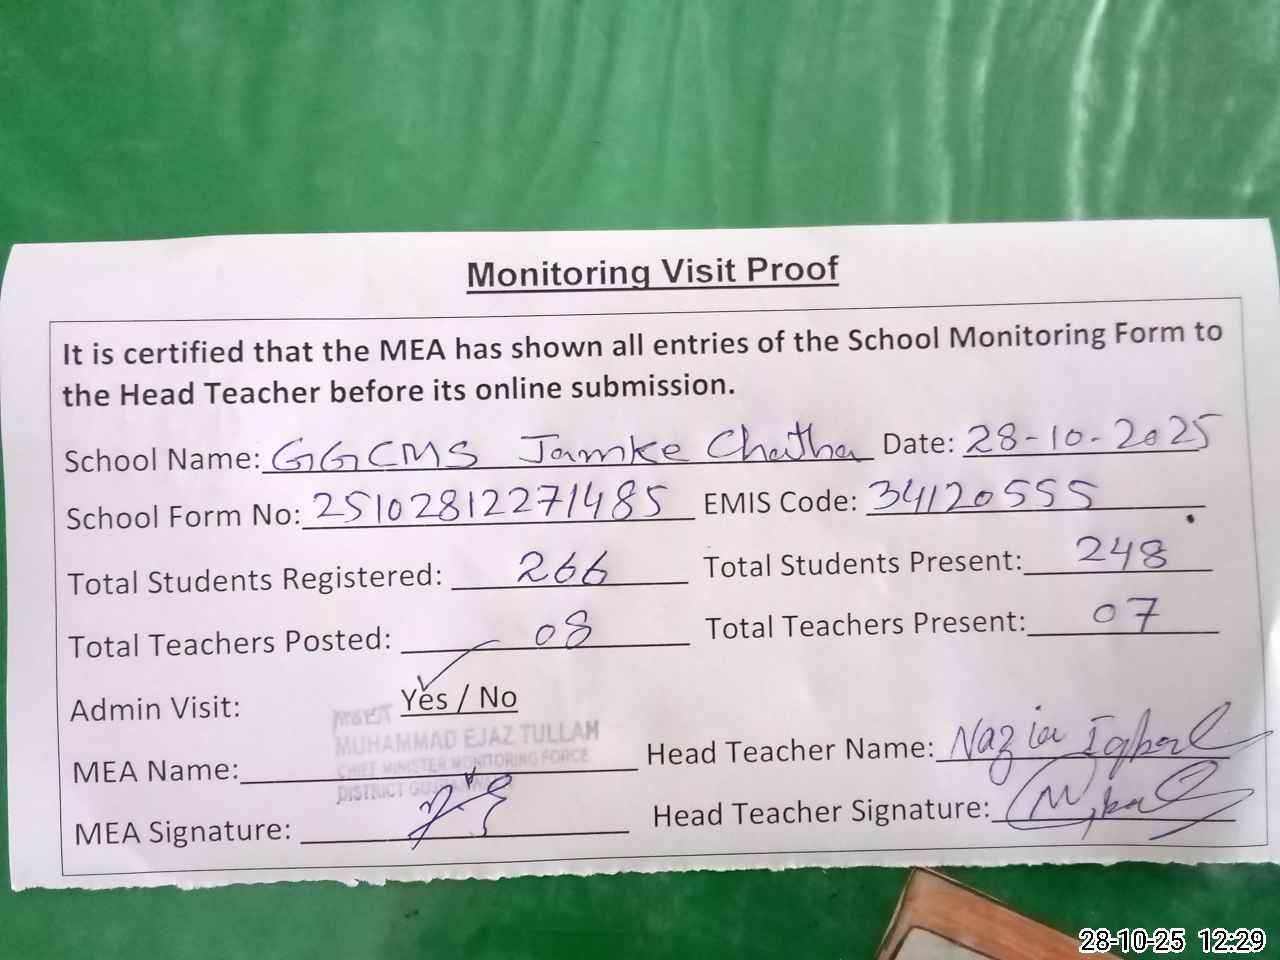 Monitoring Visit Proof
It is certified that the MEA has shown all entries of the School Monitoring Form to
the Head Teacher before its online submission.
School Name: GGCMS Jamke Chatha Date: 28-10-2025
School Form No: 25102812271485 EMIS Code: 34120555
Total Students Registered: 266 Total Students Present: 248
Total Teachers Posted: 08 Total Teachers Present: 07
Admin Visit: Yes / No
MUHAMMAD EJAZ TULLAH
MEA Name: Head Teacher Name: Nazia Iqbal
CHIEF MINISTER MONITORING FORCE
DISTRICT
MEA Signature: Head Teacher Signature:
28-10-25 12:29